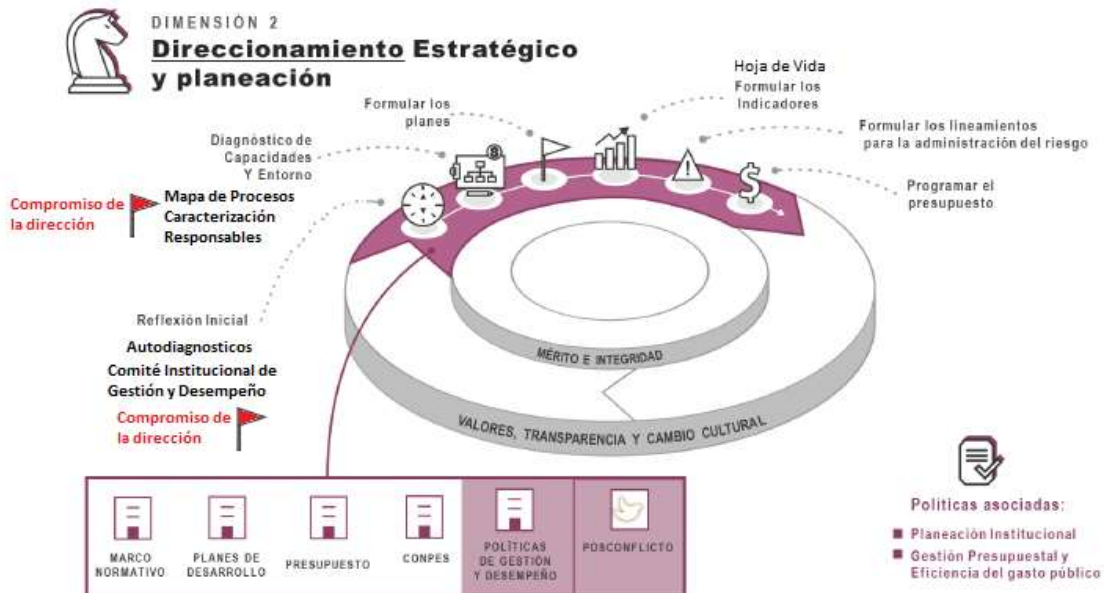 DIMENSIÓN 2
Direccionamiento Estratégico
y planeación
Hoja de Vida
Formular los
Indicadores
Formular los
planes
Formular los lineamientos
para la administración del riesgo
Diagnóstico de
Capacidades
Y Entorno
Programar el
presupuesto
Compromiso de
la dirección
Mapa de Procesos
Caracterización
Responsables
Reflexión Inicial
Autodiagnosticos
Comité Institucional de
Gestión y Desempeño
Compromiso de
la dirección
MÉRITO E INTEGRIDAD
VALORES, TRANSPARENCIA Y CAMBIO CULTURAL
MARCO
NORMATIVO
PLANES DE
DESARROLLO
PRESUPUESTO
CONPES
POLÍTICAS
DE GESTIÓN
Y DESEMPEÑO
POSCONFLICTO
Políticas asociadas:
Planeación Institucional
Gestión Presupuestal y
Eficiencia del gasto público